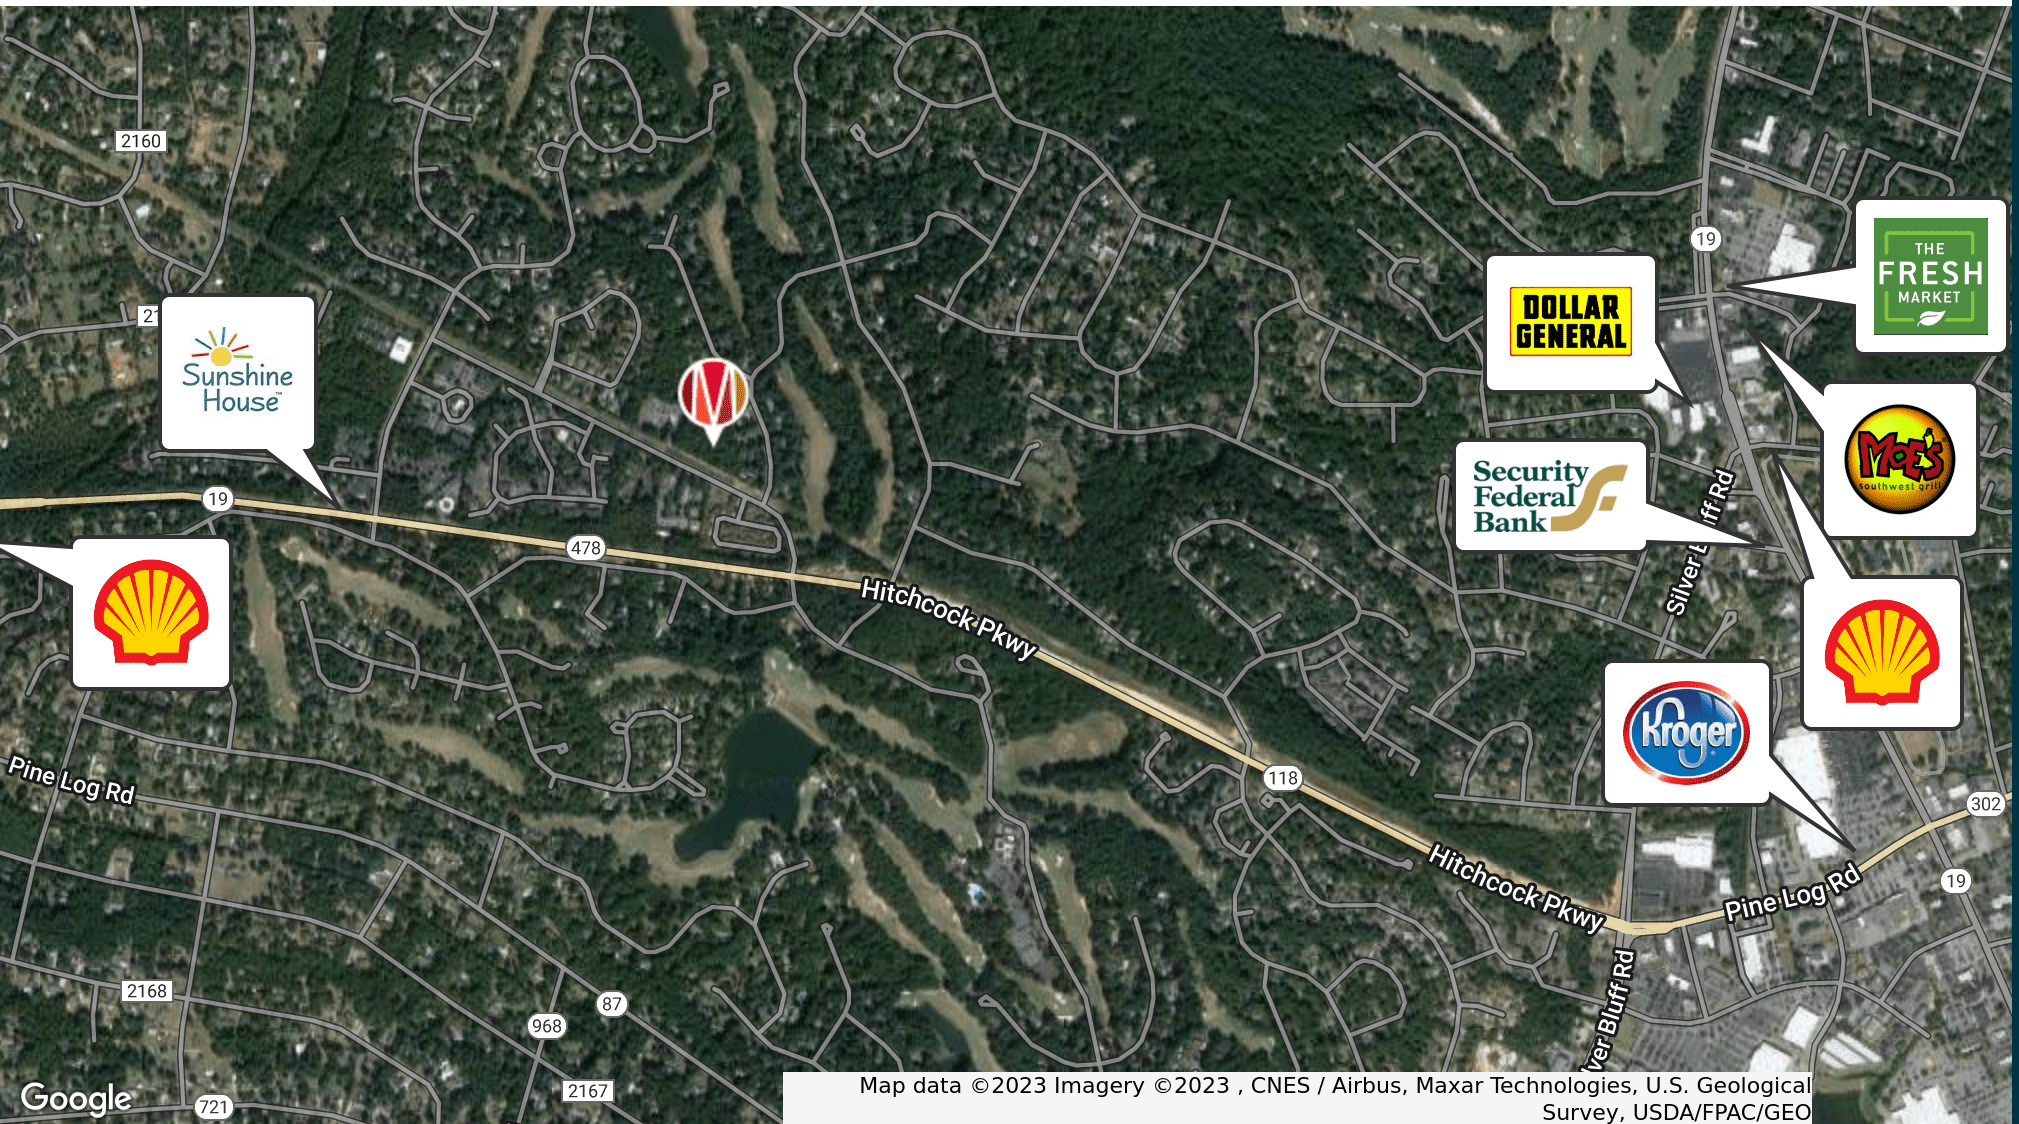 2160
19
THE
FRESH
MARKET
DOLLAR
GENERAL
21
Sunshine
House
MOE'S
southwest grill
Security
Federal
Bank
19
478
Silver Bluff Rd
Hitchcock Pkwy
Kroger
Pine Log Rd
118
302
Hitchcock Pkwy
Pine Log Rd
19
2168
87
968
ver Bluff Rd
2167
721
Google
Map data ©2023 Imagery ©2023 , CNES / Airbus, Maxar Technologies, U.S. Geological
Survey, USDA/FPAC/GEO